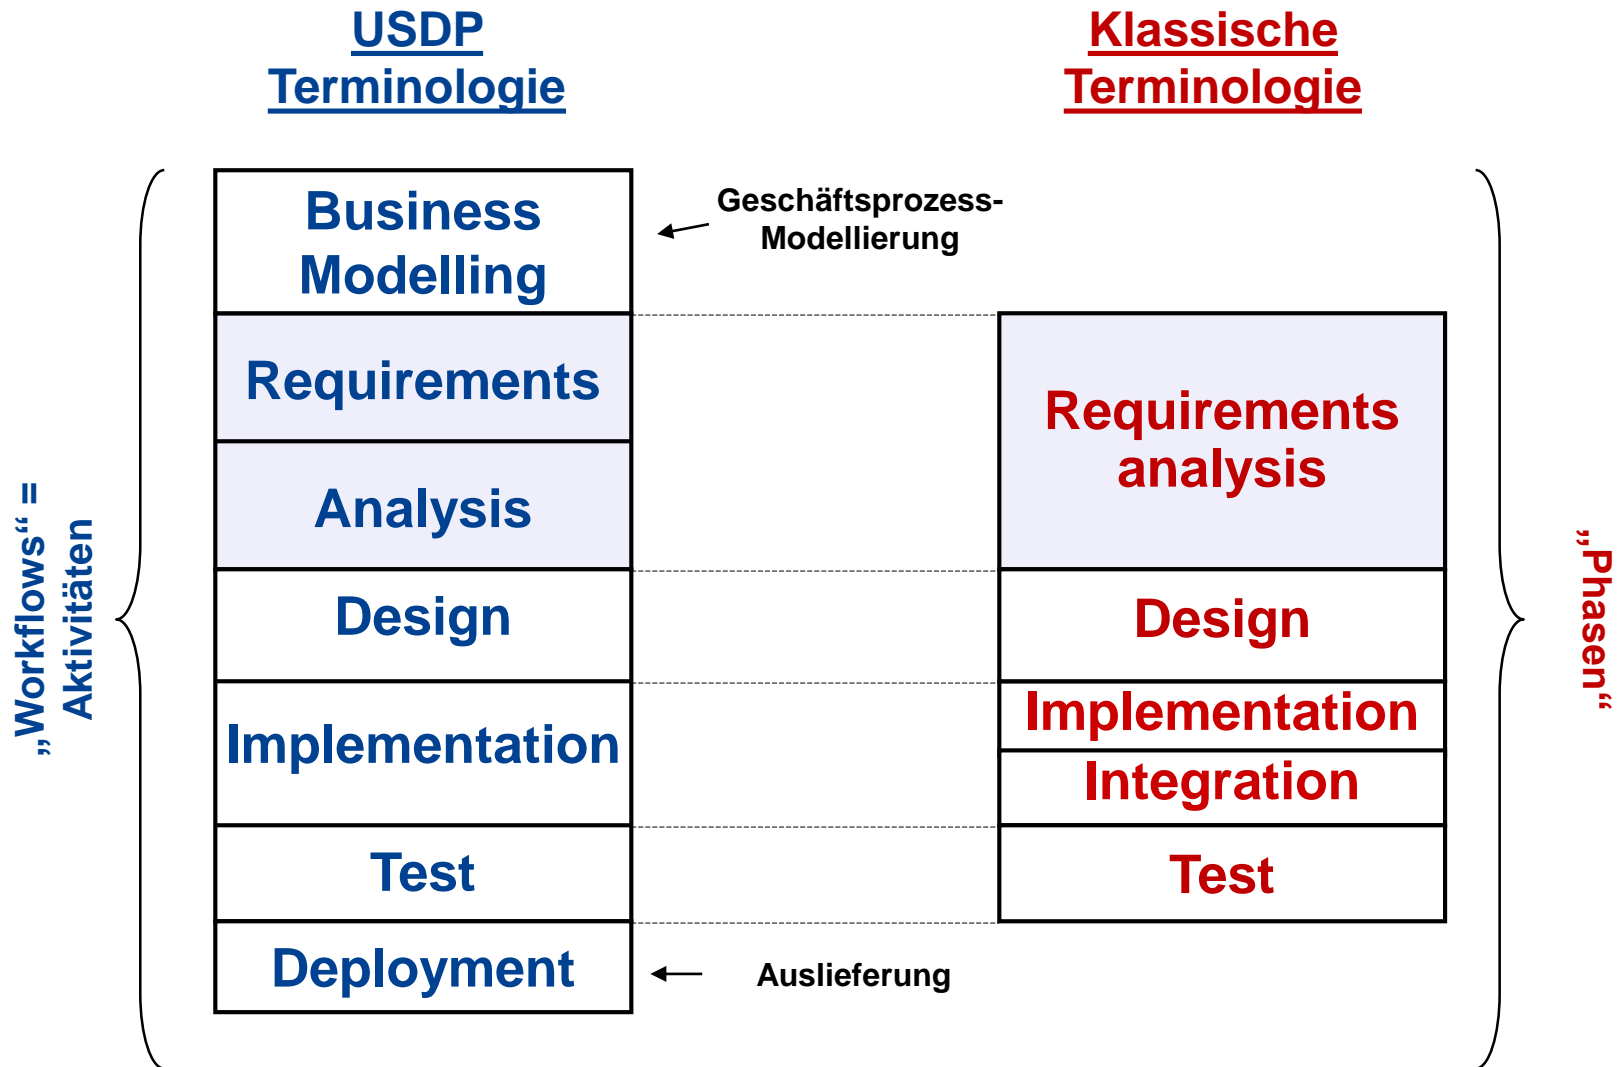 USDP
Terminologie
Klassische
Terminologie
Business
Modelling
Geschäftsprozess-
Modellierung
Requirements
Analysis
Requirements
analysis
„Workflows“ =
Aktivitäten
„Phasen“
Design
Design
Implementation
Implementation
Integration
Test
Test
Deployment
Auslieferung